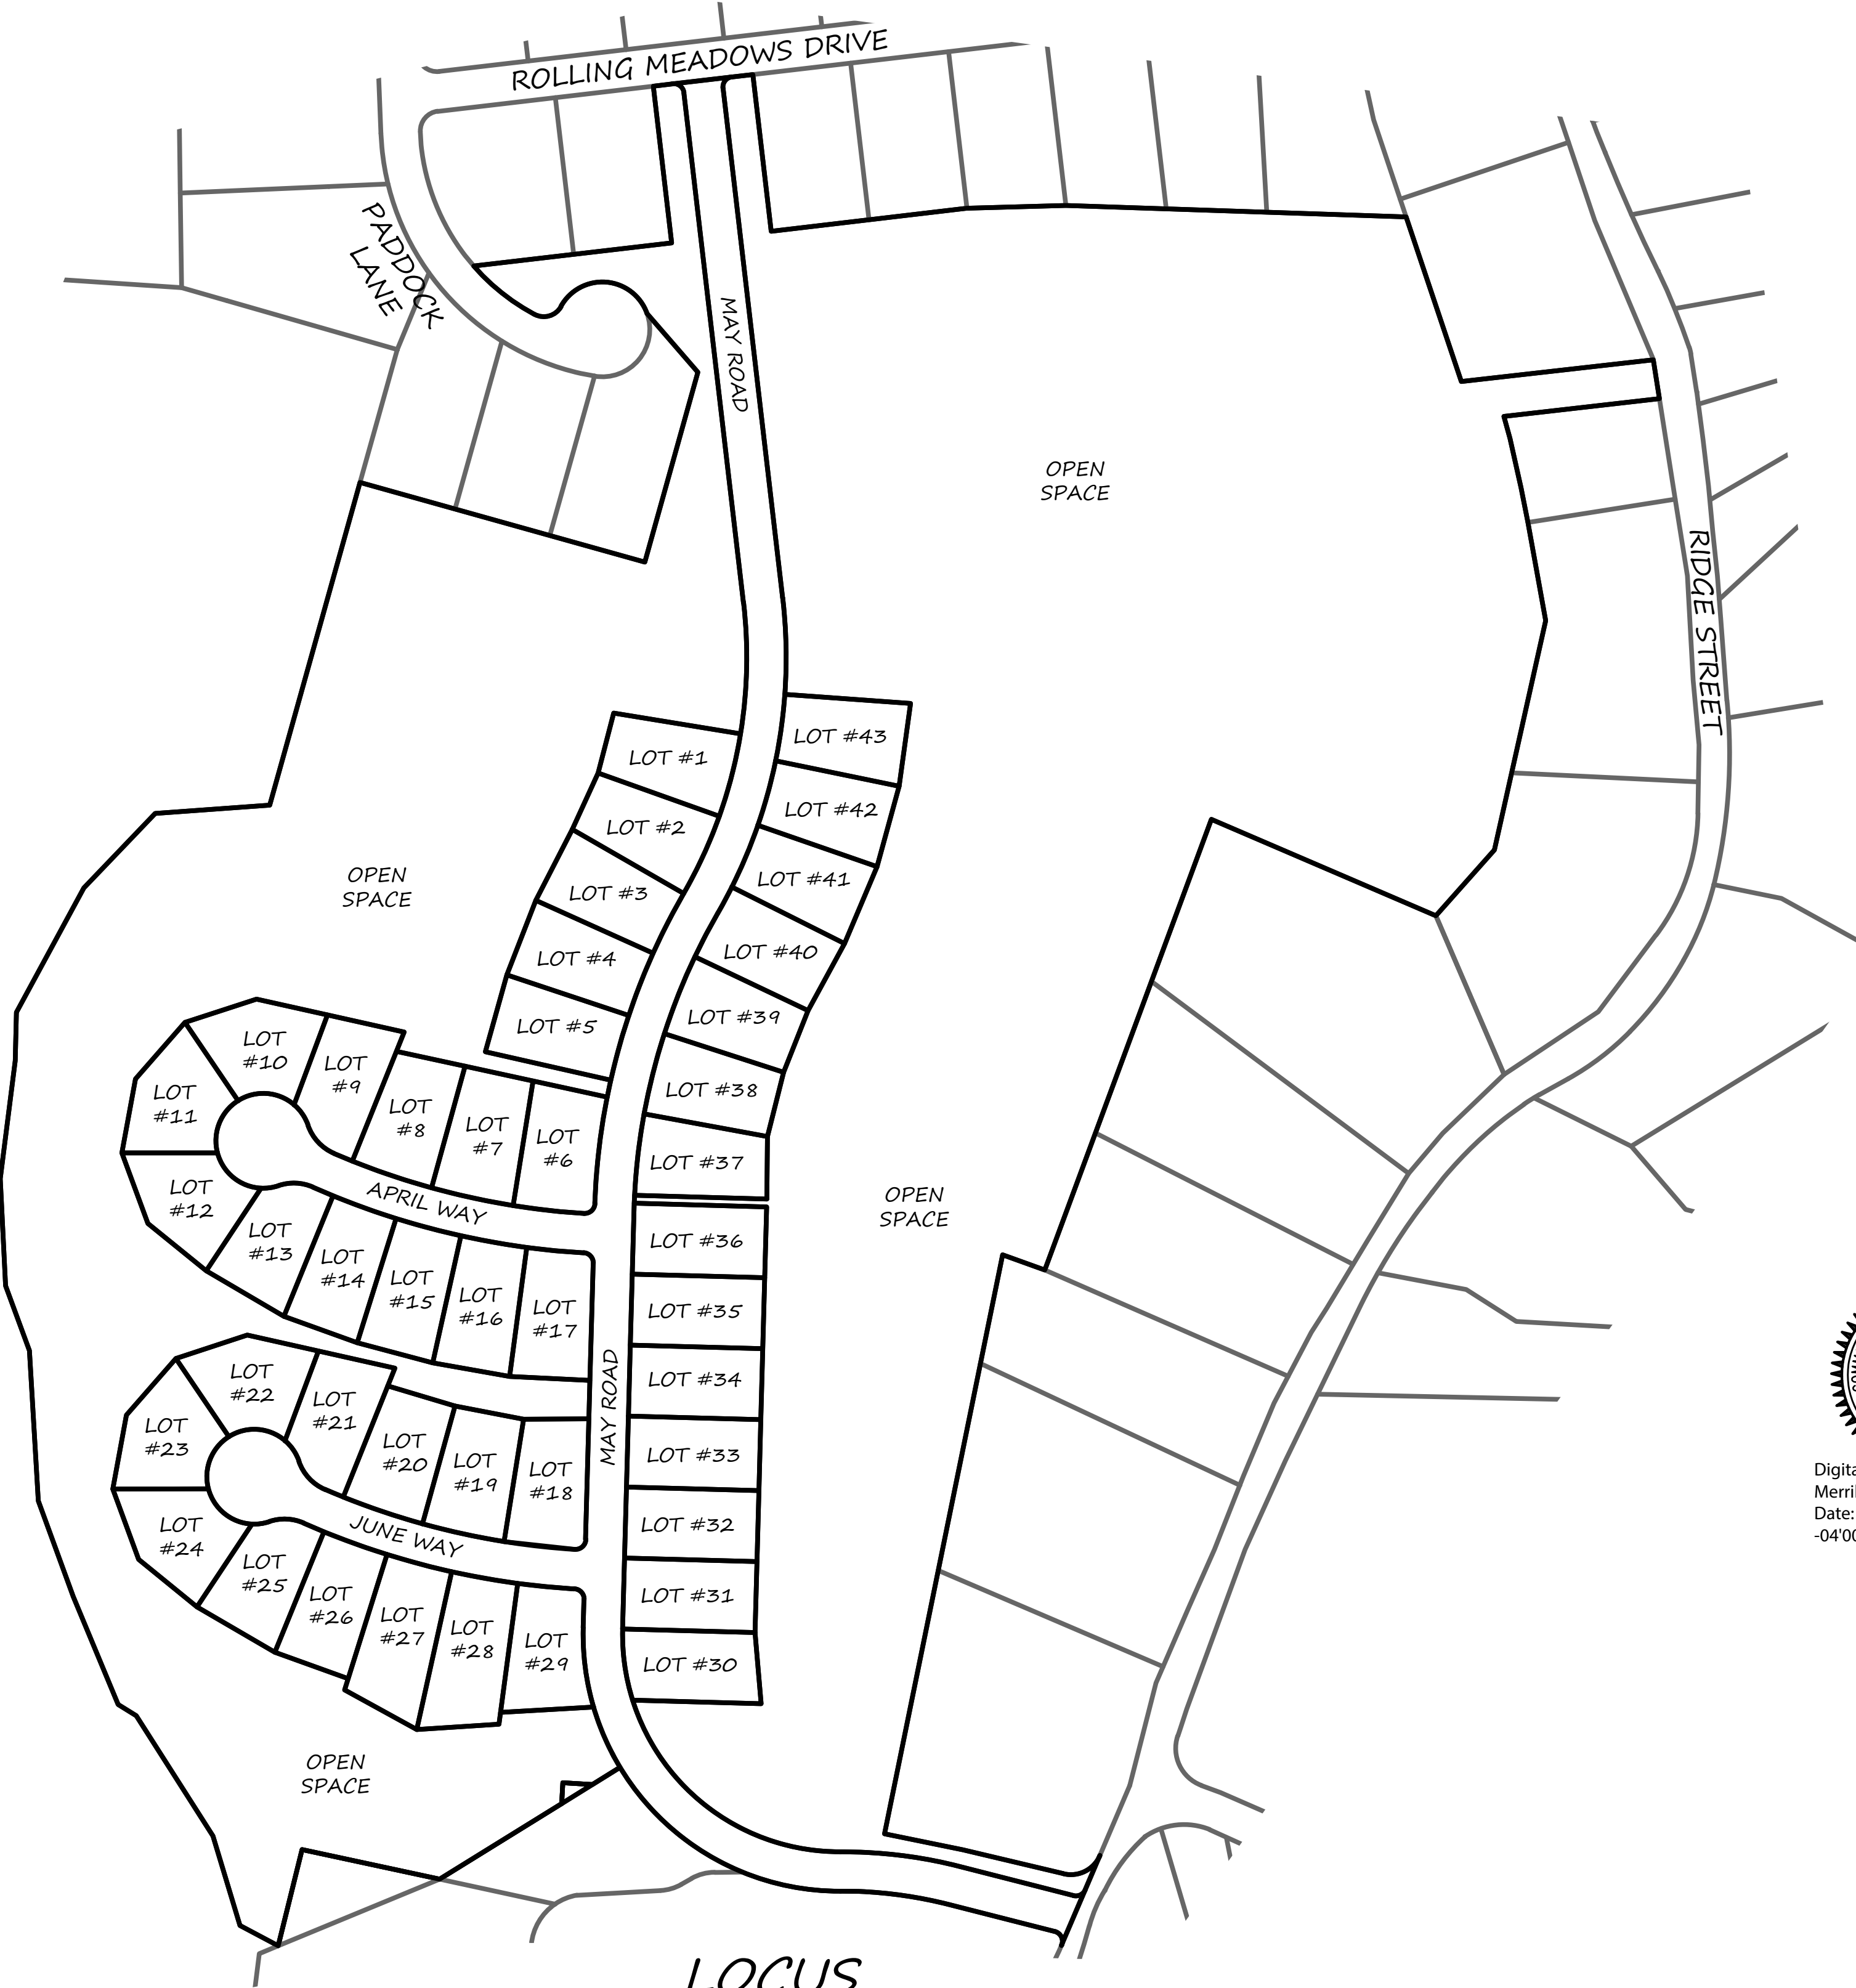 ROLLING MEADOWS DRIVE
PADDOCK
LANE
MAY ROAD
OPEN
SPACE
RIDGE STREET
LOT #1
LOT #43
LOT #2
LOT #42
LOT #3
LOT #41
OPEN
SPACE
LOT #4
LOT #40
LOT #5
LOT #39
LOT
#10
LOT
#9
LOT #38
LOT
#11
LOT
#8
LOT
#7
LOT
#6
LOT #37
LOT
#12
APRIL WAY
OPEN
SPACE
LOT
#13
LOT
#14
LOT
#15
LOT
#16
LOT
#17
LOT #36
LOT #35
LOT
#22
LOT
#21
LOT #34
MAY ROAD
LOT
#23
LOT
#20
LOT
#19
LOT
#18
LOT #33
LOT
#24
JUNE WAY
LOT #32
LOT
#25
LOT
#26
LOT
#27
LOT
#28
LOT
#29
LOT #31
LOT #30
OPEN
SPACE
Digita
Merril
Date:
-04'00
LOCUS